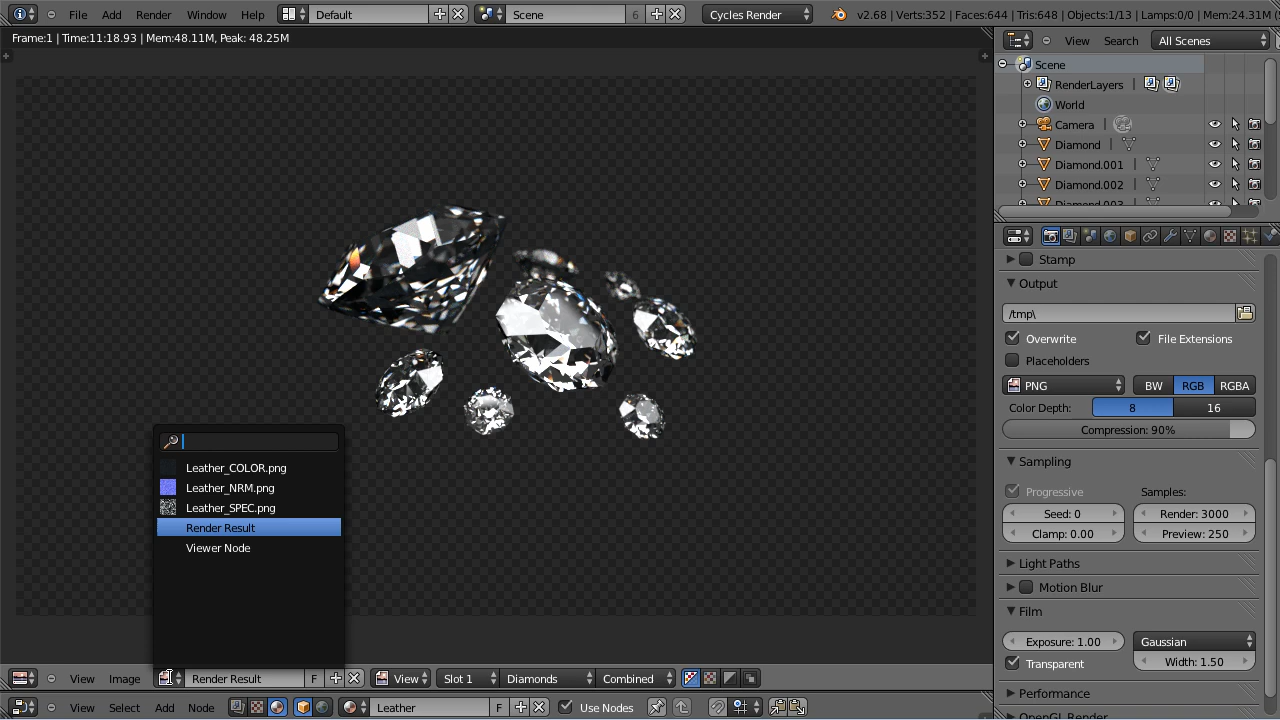 File Add Render Window Help Default Scene 6 Cycles Render v2.68 | Verts:352 | Faces:644 | Tris:648 | Objects:1/13 | Lamps:0/0 | Mem:24.31M
Frame:1 | Time:11:18.93 | Mem:48.11M, Peak: 48.25M
View Search All Scenes
Scene
RenderLayers
World
Camera
Diamond
Diamond.001
Diamond.002
Diamond.003
Stamp
Output
/tmp\
Overwrite File Extensions
Placeholders
PNG BW RGB RGBA
Color Depth: 8 16
Compression: 90%
Sampling
Progressive Samples:
Seed: 0 Render: 3000
Clamp: 0.00 Preview: 250
Light Paths
Motion Blur
Film
Exposure: 1.00 Gaussian
Transparent Width: 1.50
Performance
OpenGL Render
Leather_COLOR.png
Leather_NRM.png
Leather_SPEC.png
Render Result
Viewer Node
View Image Render Result F View Slot 1 Diamonds Combined
View Select Add Node Leather F Use Nodes